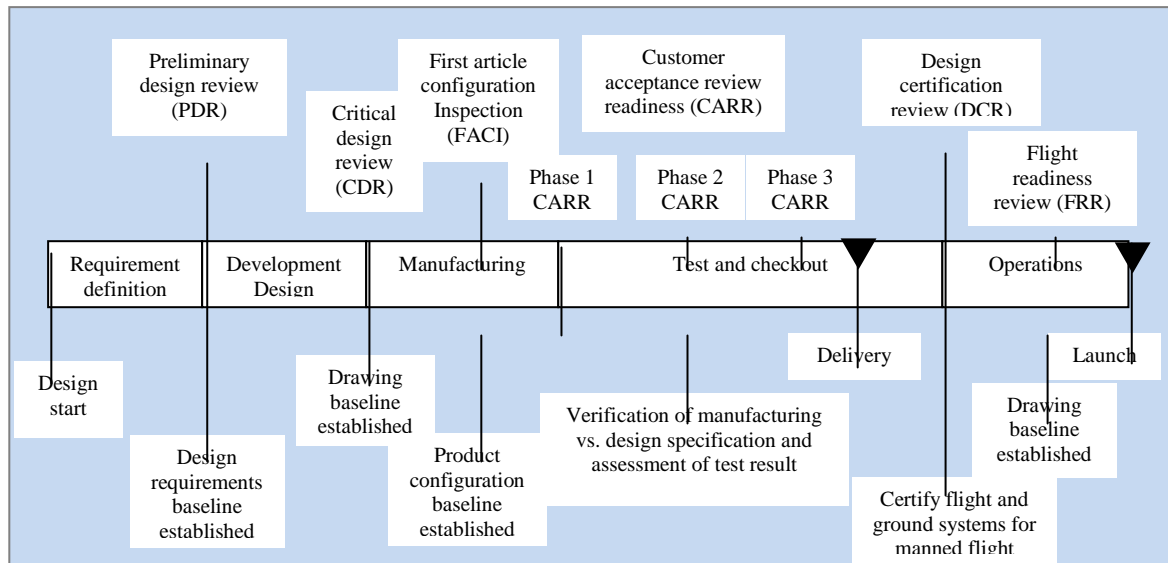 Preliminary
design review
(PDR)
Critical
design
review
(CDR)
First article
configuration
Inspection
(FACI)
Customer
acceptance review
readiness (CARR)
Phase 1
CARR
Phase 2
CARR
Phase 3
CARR
Design
certification
review (DCR)
Flight
readiness
review (FRR)
Requirement
definition
Development
Design
Manufacturing
Test and checkout
Operations
Design
start
Design
requirements
baseline
established
Drawing
baseline
established
Product
configuration
baseline
established
Verification of manufacturing
vs. design specification and
assessment of test result
Delivery
Certify flight and
ground systems for
manned flight
Drawing
baseline
established
Launch